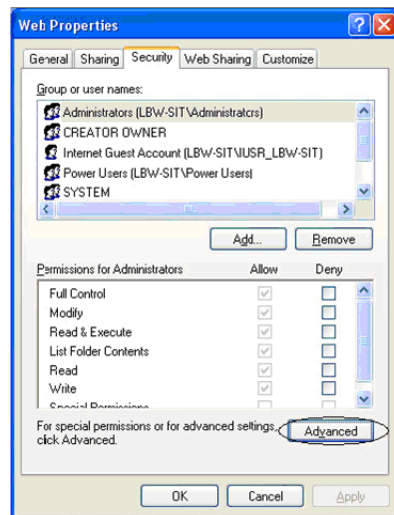 Web Properties
General Sharing Security Web Sharing Customize
Group or user names:
Administrators (LBW-SIT\Administratcrs)
CREATOR OWNER
Internet Guest Account (LBW-SIT\IUSR_LBW-SIT)
Power Users (LBW-SIT\Power Users)
SYSTEM
Add... Remove
Permissions for Administrators Allow Deny
Full Control
Modify
Read & Execute
List Folder Contents
Read
Write
Special Permissions
For special permissions or for advanced settings, click Advanced.
Advanced
OK Cancel Apply